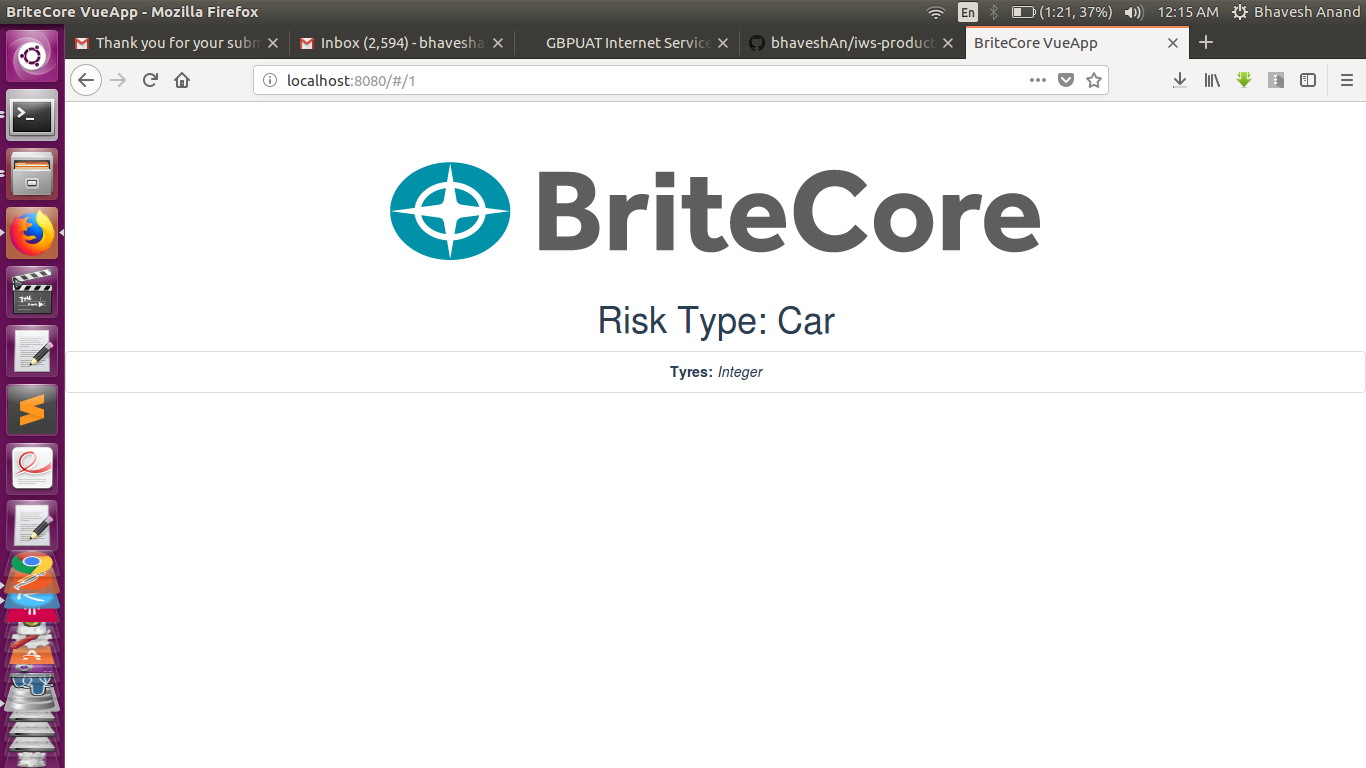 BriteCore VueApp - Mozilla Firefox
En
(1:21, 37%)
12:15 AM
Bhavesh Anand
Thank you for your subm
Inbox (2,594) - bhavesha
GBPUAT Internet Service
bhaveshAn/iws-product
BriteCore VueApp
localhost:8080/#/1
BriteCore
Risk Type: Car
Tyres: Integer